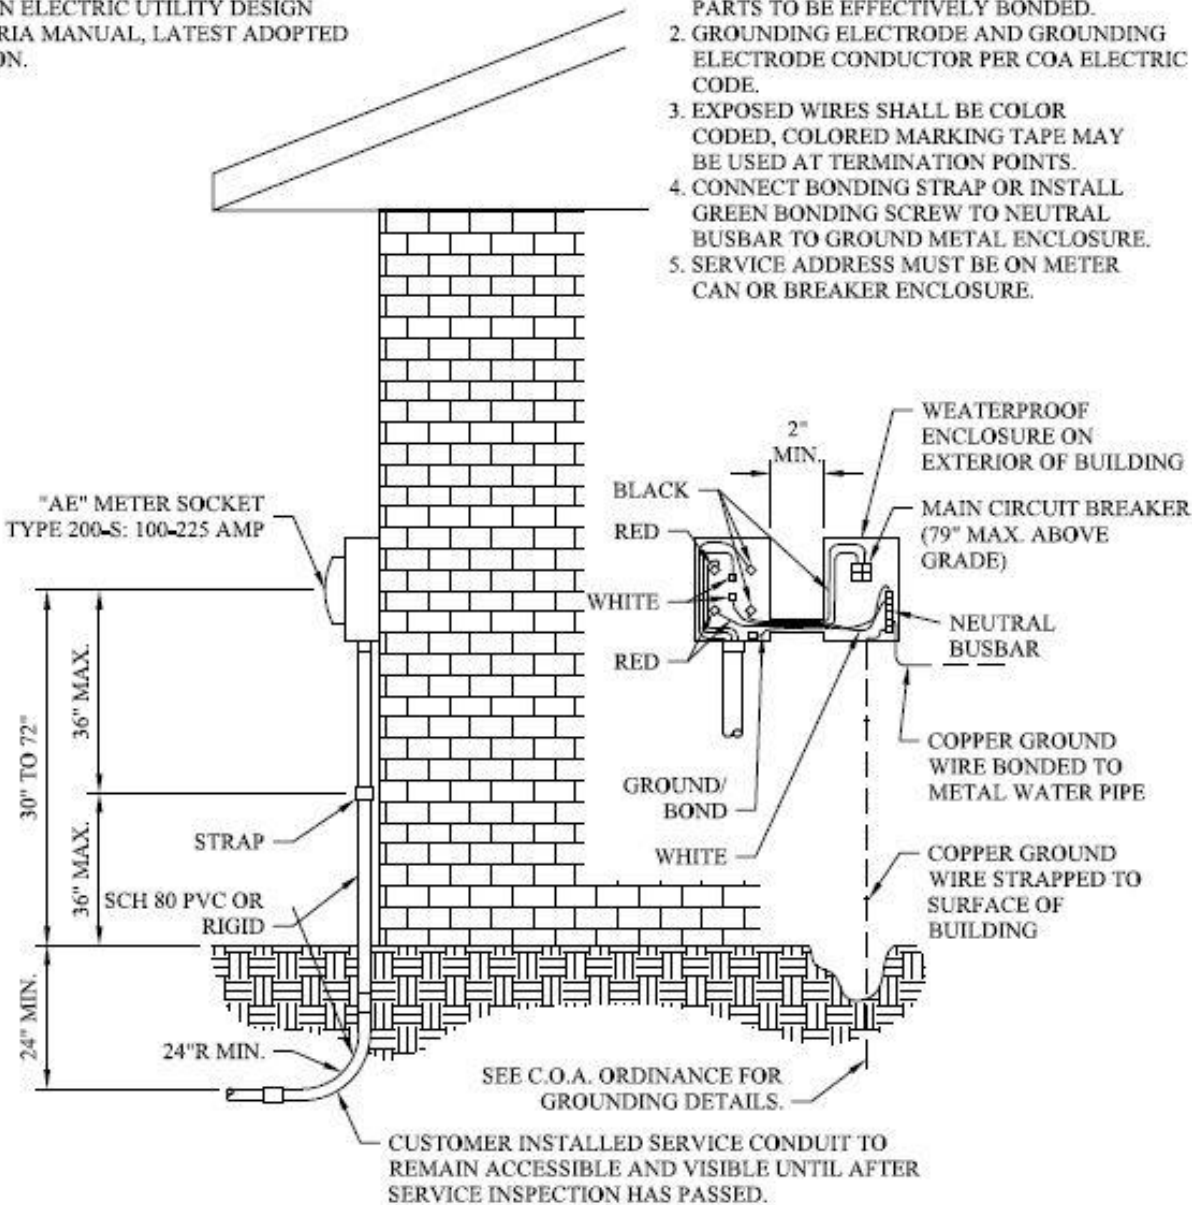 N ELECTRIC UTILITY DESIGN
RIA MANUAL, LATEST ADOPTED
ON.
PARTS TO BE EFFECTIVELY BONDED.
2. GROUNDING ELECTRODE AND GROUNDING
ELECTRODE CONDUCTOR PER COA ELECTRIC
CODE.
3. EXPOSED WIRES SHALL BE COLOR
CODED, COLORED MARKING TAPE MAY
BE USED AT TERMINATION POINTS.
4. CONNECT BONDING STRAP OR INSTALL
GREEN BONDING SCREW TO NEUTRAL
BUSBAR TO GROUND METAL ENCLOSURE.
5. SERVICE ADDRESS MUST BE ON METER
CAN OR BREAKER ENCLOSURE.
"AE" METER SOCKET
TYPE 200-S: 100-225 AMP
30" TO 72"
36" MAX.
36" MAX.
24" MIN.
STRAP
SCH 80 PVC OR
RIGID
24"R MIN.
CUSTOMER INSTALLED SERVICE CONDUIT TO
REMAIN ACCESSIBLE AND VISIBLE UNTIL AFTER
SERVICE INSPECTION HAS PASSED.
2"
MIN.
BLACK
RED
WHITE
RED
GROUND/
BOND
WHITE
WEATERPROOF
ENCLOSURE ON
EXTERIOR OF BUILDING
MAIN CIRCUIT BREAKER
(79" MAX. ABOVE
GRADE)
NEUTRAL
BUSBAR
COPPER GROUND
WIRE BONDED TO
METAL WATER PIPE
COPPER GROUND
WIRE STRAPPED TO
SURFACE OF
BUILDING
SEE C.O.A. ORDINANCE FOR
GROUNDING DETAILS.